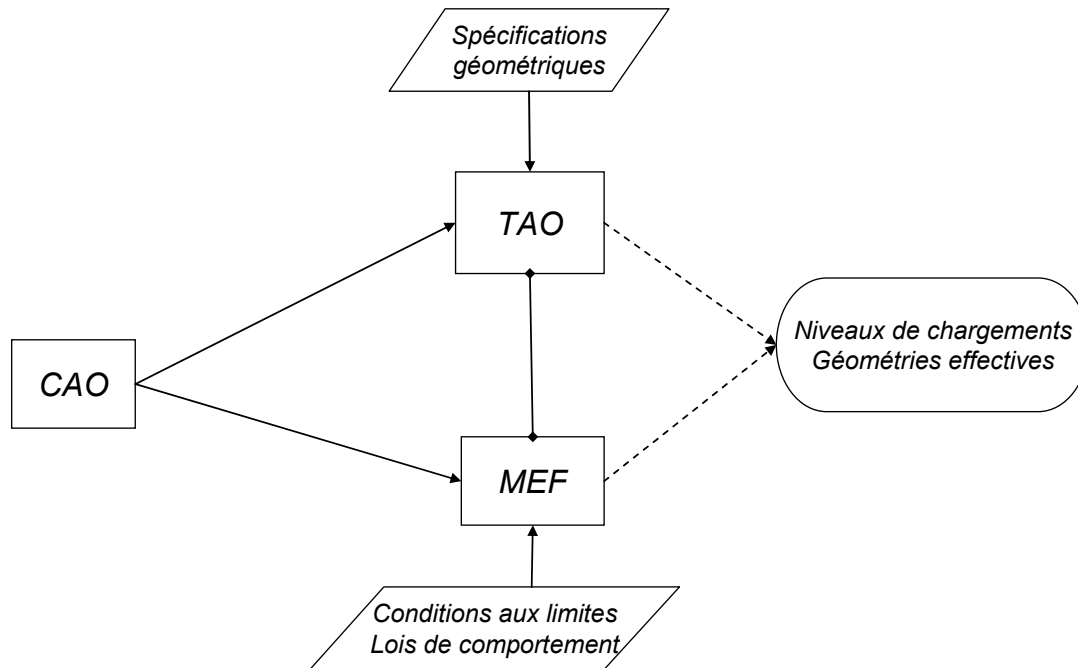 Spécifications
géométriques
TAO
Niveaux de chargements
Géométries effectives
CAO
MEF
Conditions aux limites
Lois de comportement